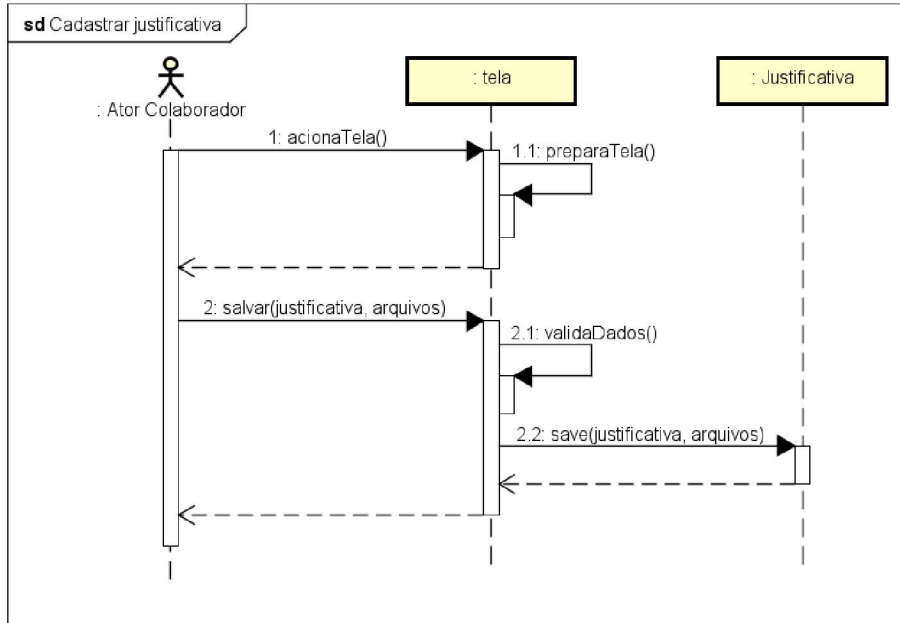 sd Cadastrar justificativa
: Ator Colaborador
: tela
: Justificativa
1: acionaTela()
1.1: preparaTela()
2: salvar(justificativa, arquivos)
2.1: validaDados()
2.2: save(justificativa, arquivos)